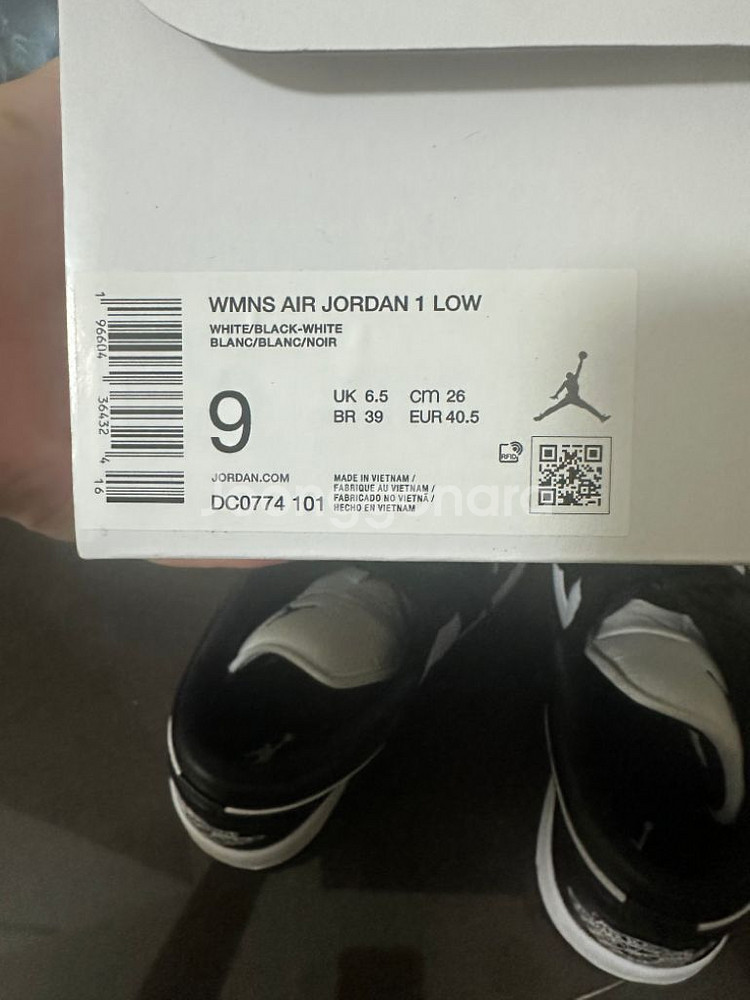 WMNS AIR JORDAN 1 LOW
WHITE/BLACK-WHITE
BLANC/BLANC/NOIR
9
UK 6.5 cm 26
BR 39 EUR 40.5
RFID
JORDAN.COM
DC0774 101
MADE IN VIETNAM /
FABRIQUE AU VIETNAM /
FABRICADO NO VIETNÃ /
HECHO EN VIETNAM
1 96604 36432 4 16
Joonggonara